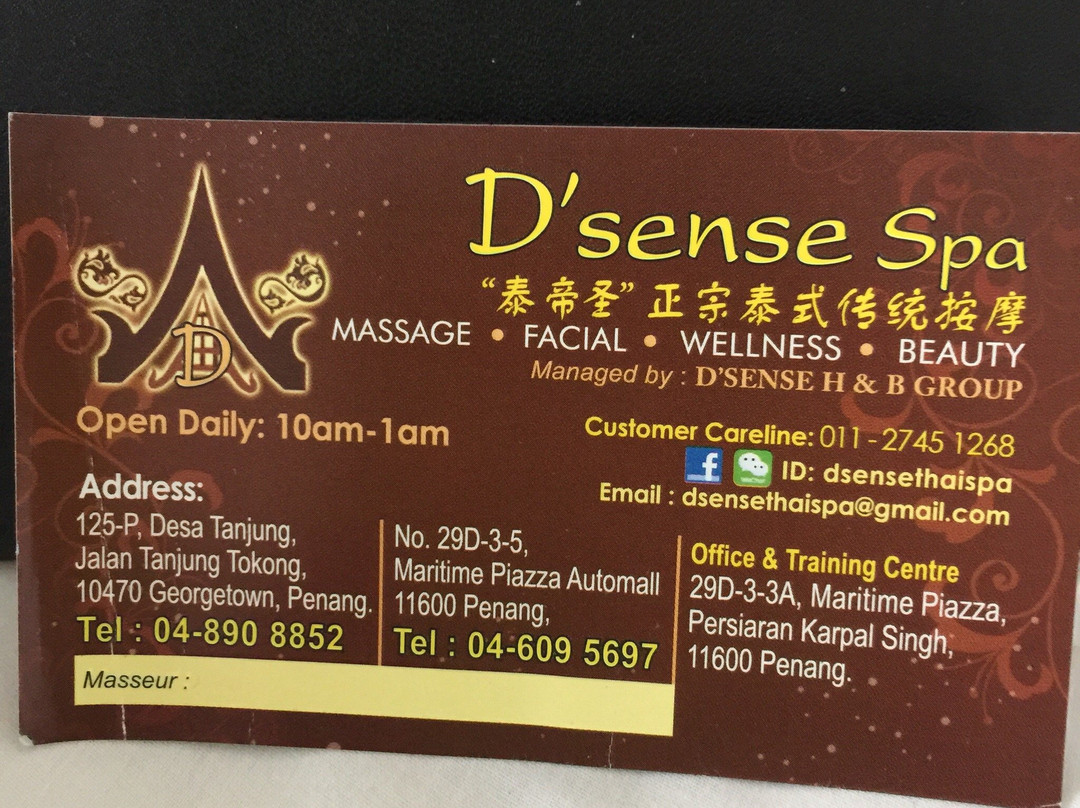 D'sense Spa
“泰帝圣”正宗泰式传统按摩
MASSAGE • FACIAL • WELLNESS • BEAUTY
Managed by : D'SENSE H & B GROUP
D
Open Daily: 10am-1am
Customer Careline: 011-2745 1268
f WeChat ID: dsensethaispa
Email : dsensethaispa@gmail.com
Address:
125-P, Desa Tanjung,
Jalan Tanjung Tokong,
10470 Georgetown, Penang.
Tel : 04-890 8852
No. 29D-3-5,
Maritime Piazza Automall
11600 Penang,
Tel : 04-609 5697
Office & Training Centre
29D-3-3A, Maritime Piazza,
Persiaran Karpal Singh,
11600 Penang.
Masseur :